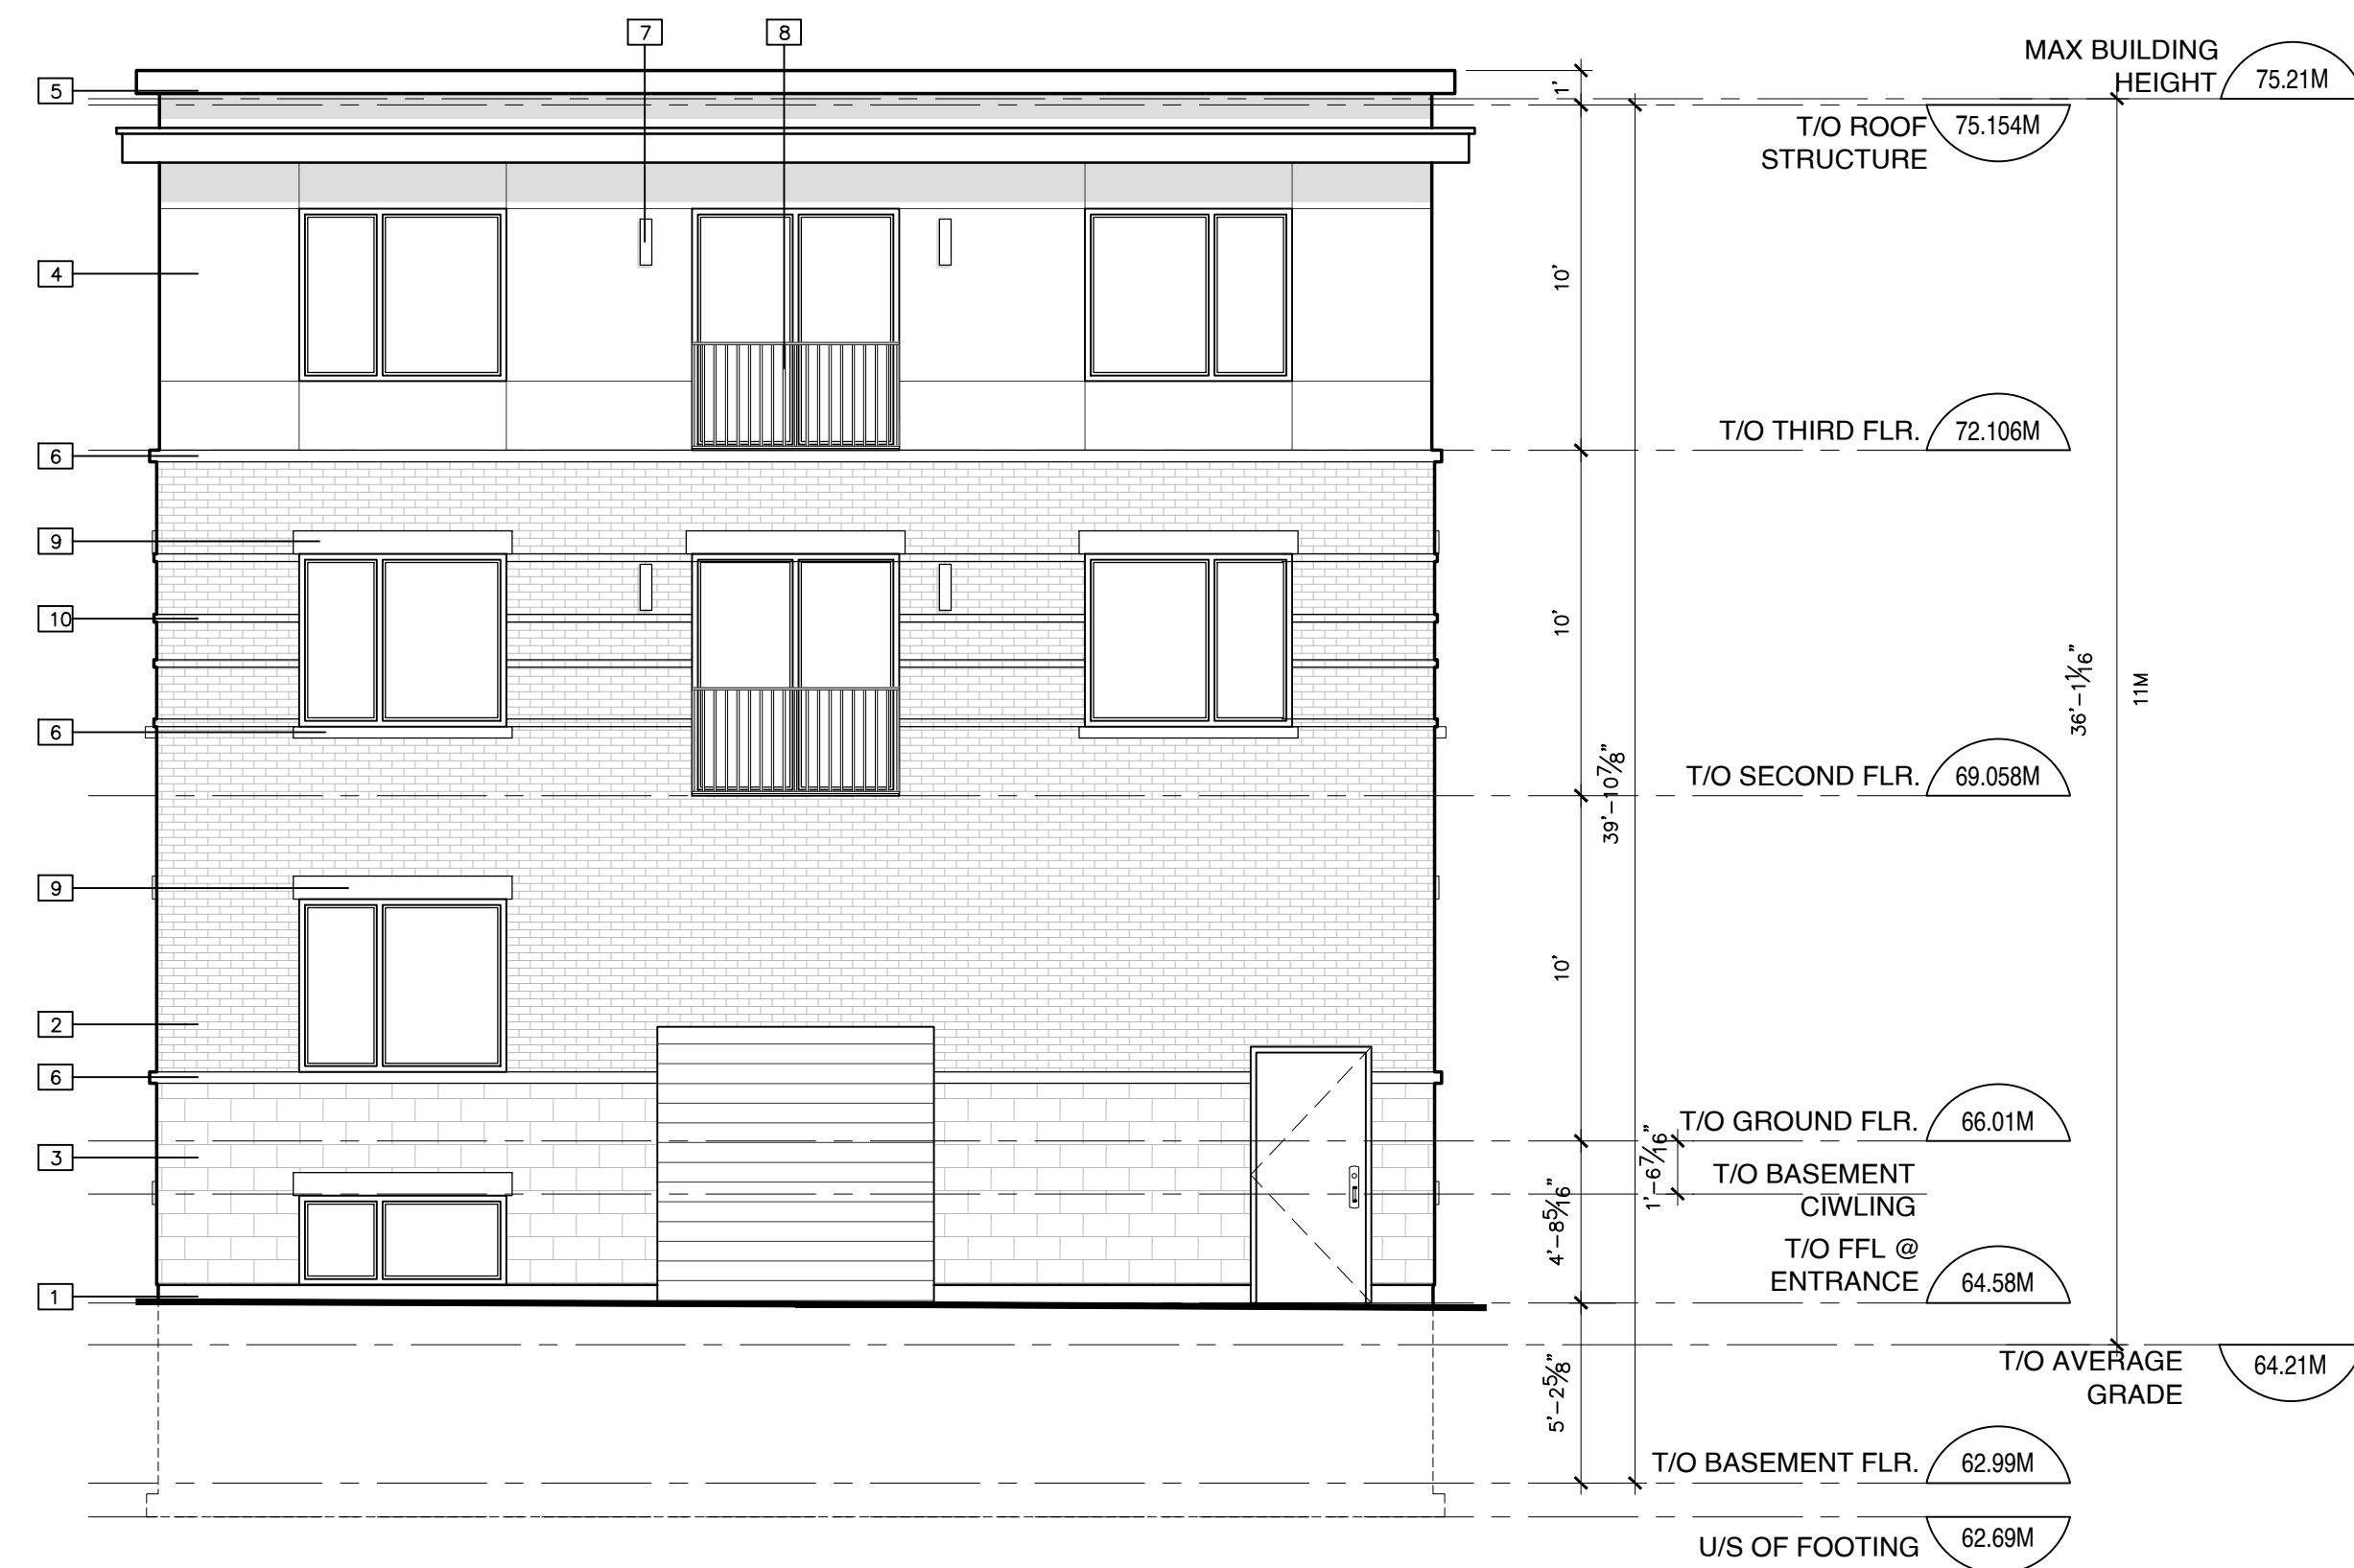 7
8
MAX BUILDING
HEIGHT
75.21M
5
1'
T/O ROOF
STRUCTURE
75.154M
4
10'
T/O THIRD FLR.
72.106M
6
9
10
10'
36'-1 1/16"
11M
6
T/O SECOND FLR.
69.058M
39'-10 7/8"
9
10'
2
6
T/O GROUND FLR.
66.01M
3
1'-6 7/16"
T/O BASEMENT
CIWLING
4'-8 5/16"
T/O FFL @
ENTRANCE
64.58M
1
T/O AVERAGE
GRADE
64.21M
5'-2 5/8"
T/O BASEMENT FLR.
62.99M
U/S OF FOOTING
62.69M